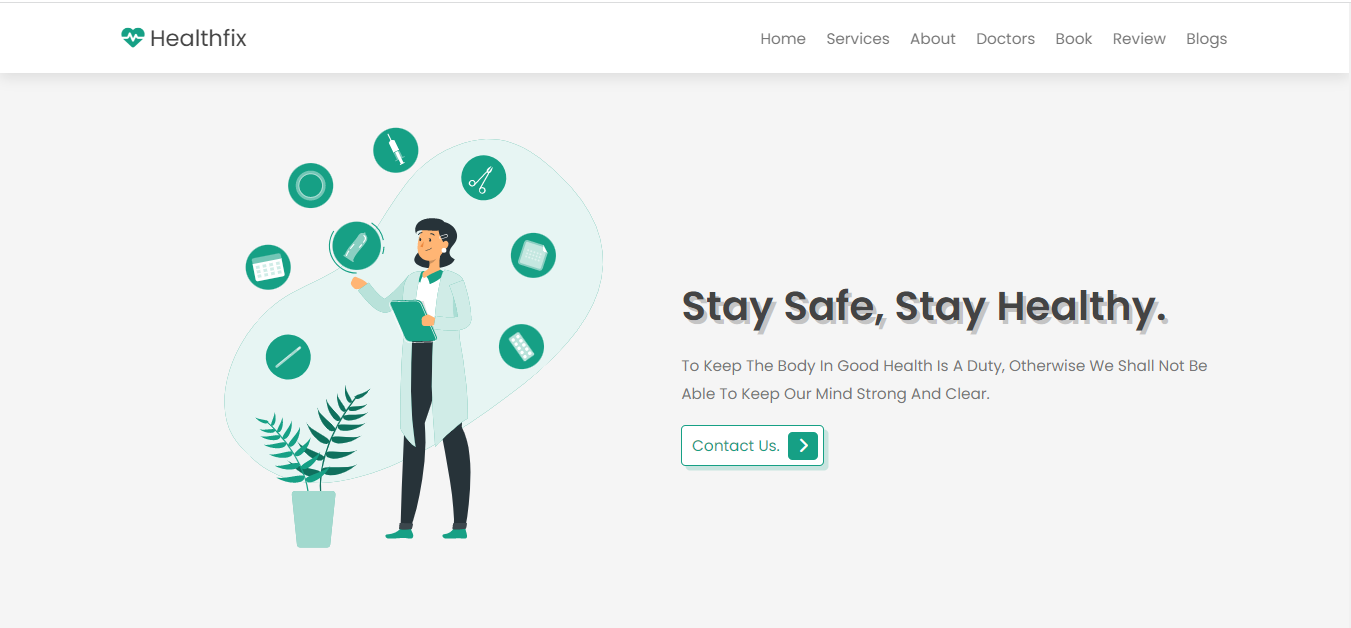 Healthfix
Home Services About Doctors Book Review Blogs
Stay Safe, Stay Healthy.
To Keep The Body In Good Health Is A Duty, Otherwise We Shall Not Be
Able To Keep Our Mind Strong And Clear.
Contact Us.